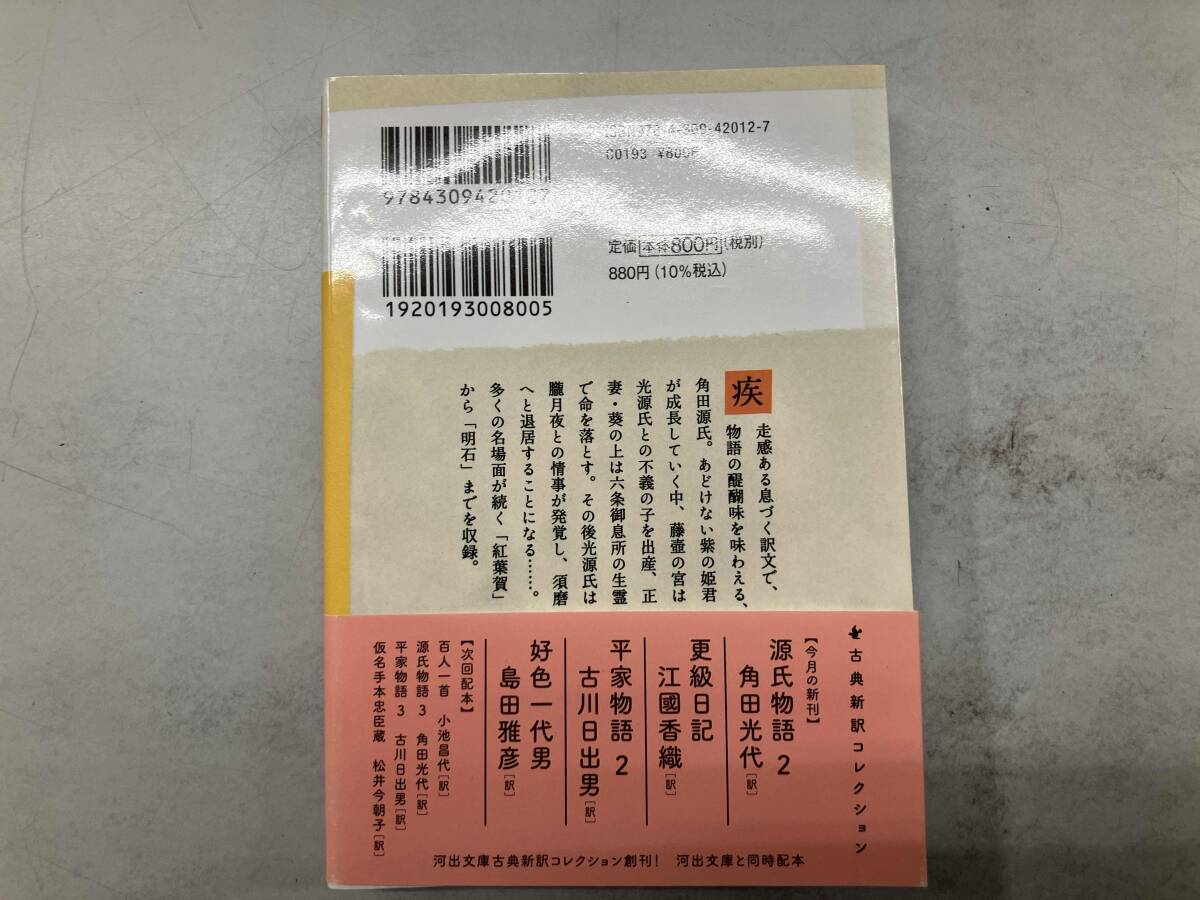 978-4-309-42012-7
C0193 ¥800E
9784309420127
定価 本体800円(税別)
880円(10%税込)
1920193008005
疾走感ある息づく訳文で、
物語の醍醐味を味わえる、
角田源氏。あどけない紫の姫君
が成長していく中、藤壺の宮は
光源氏との不義の子を出産、正
妻・葵の上は六条御息所の生霊
で命を落とす。その後光源氏は
朧月夜との情事が発覚し、須磨
へと退居することになる……。
多くの名場面が続く「紅葉賀」
から「明石」までを収録。
古典新訳コレクション
【今月の新刊】
源氏物語 2
角田光代[訳]
更級日記
江國香織[訳]
平家物語 2
古川日出男[訳]
好色一代男
島田雅彦[訳]
【次回配本】
百人一首 小池昌代[訳]
源氏物語 3 角田光代[訳]
平家物語 3 古川日出男[訳]
仮名手本忠臣蔵 松井今朝子[訳]
河出文庫古典新訳コレクション創刊! 河出文庫と同時配本